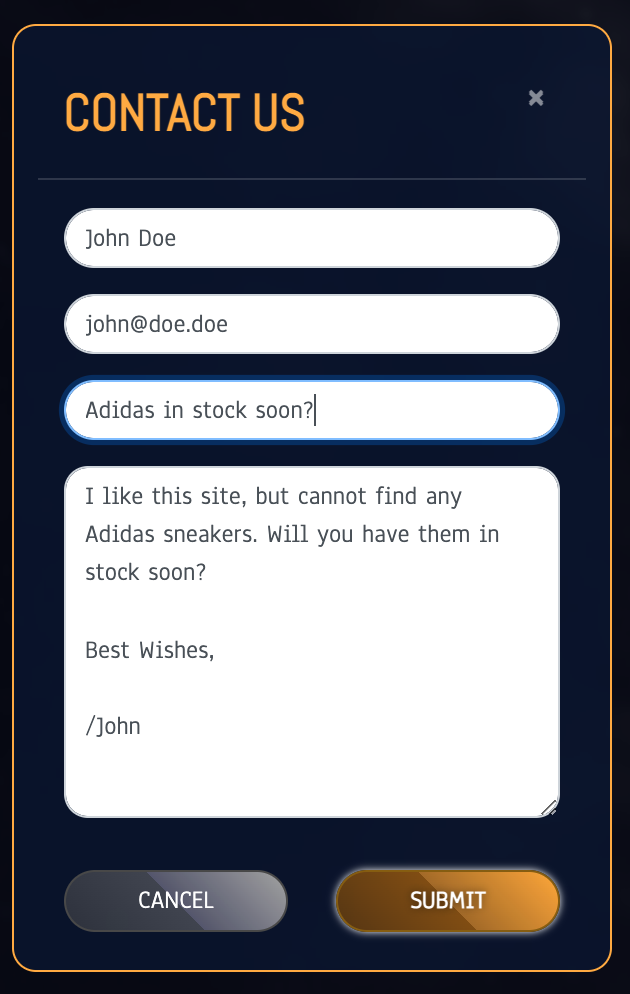 CONTACT US
×
John Doe
john@doe.doe
Adidas in stock soon?
I like this site, but cannot find any
Adidas sneakers. Will you have them in
stock soon?
Best Wishes,
/John
CANCEL
SUBMIT